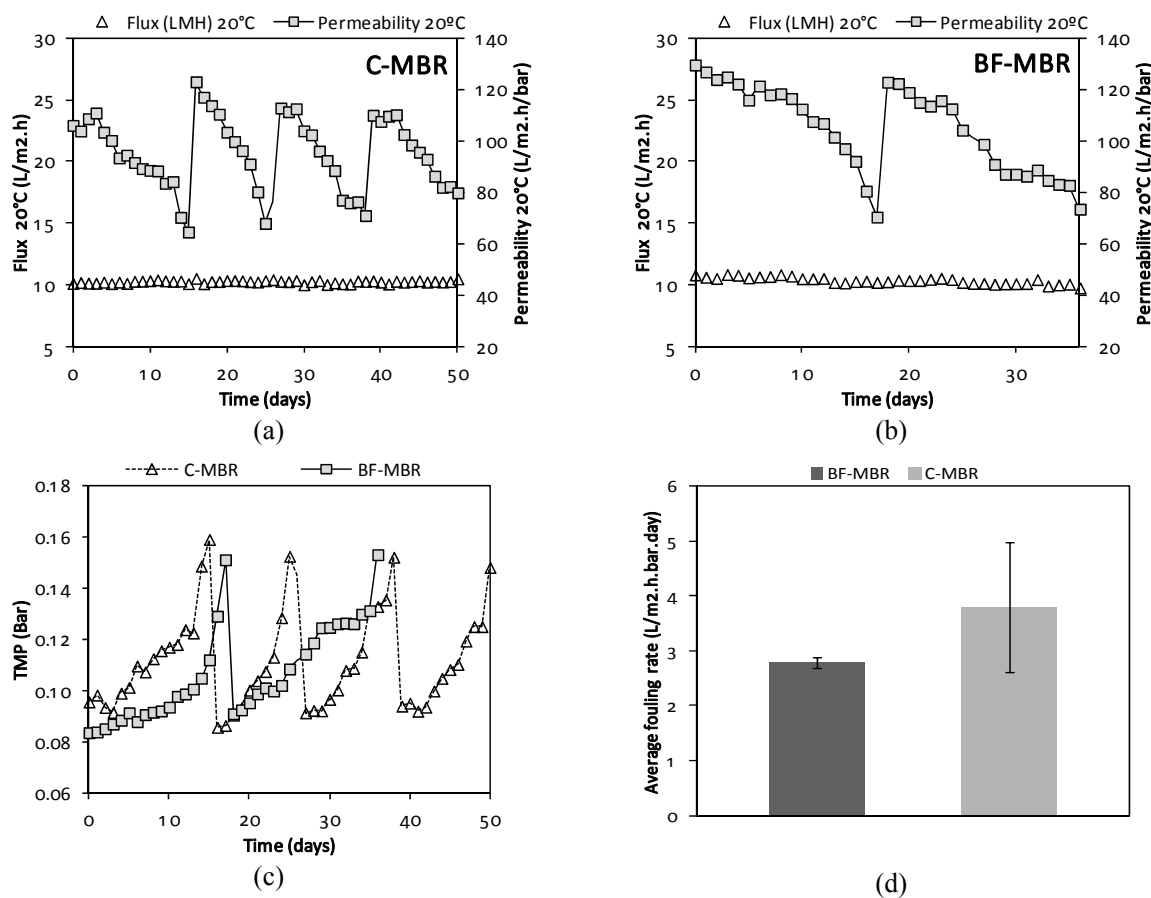 Flux (LMH) 20°C Permeability 20ºC
C-MBR
Flux 20°C (L/m2.h)
30
25
20
15
10
5
Permeability 20°C (L/m2.h/bar)
140
120
100
80
60
40
20
0 10 20 30 40 50
Time (days)
(a)
Flux (LMH) 20°C Permeability 20ºC
BF-MBR
Flux 20°C (L/m2.h)
30
25
20
15
10
5
Permeability 20°C (L/m2.h/bar)
140
120
100
80
60
40
20
0 10 20 30
Time (days)
(b)
C-MBR BF-MBR
TMP (Bar)
0.18
0.16
0.14
0.12
0.10
0.08
0.06
0 10 20 30 40 50
Time (days)
(c)
BF-MBR C-MBR
Average fouling rate (L/m2.h.bar.day)
6
5
4
3
2
1
0
(d)